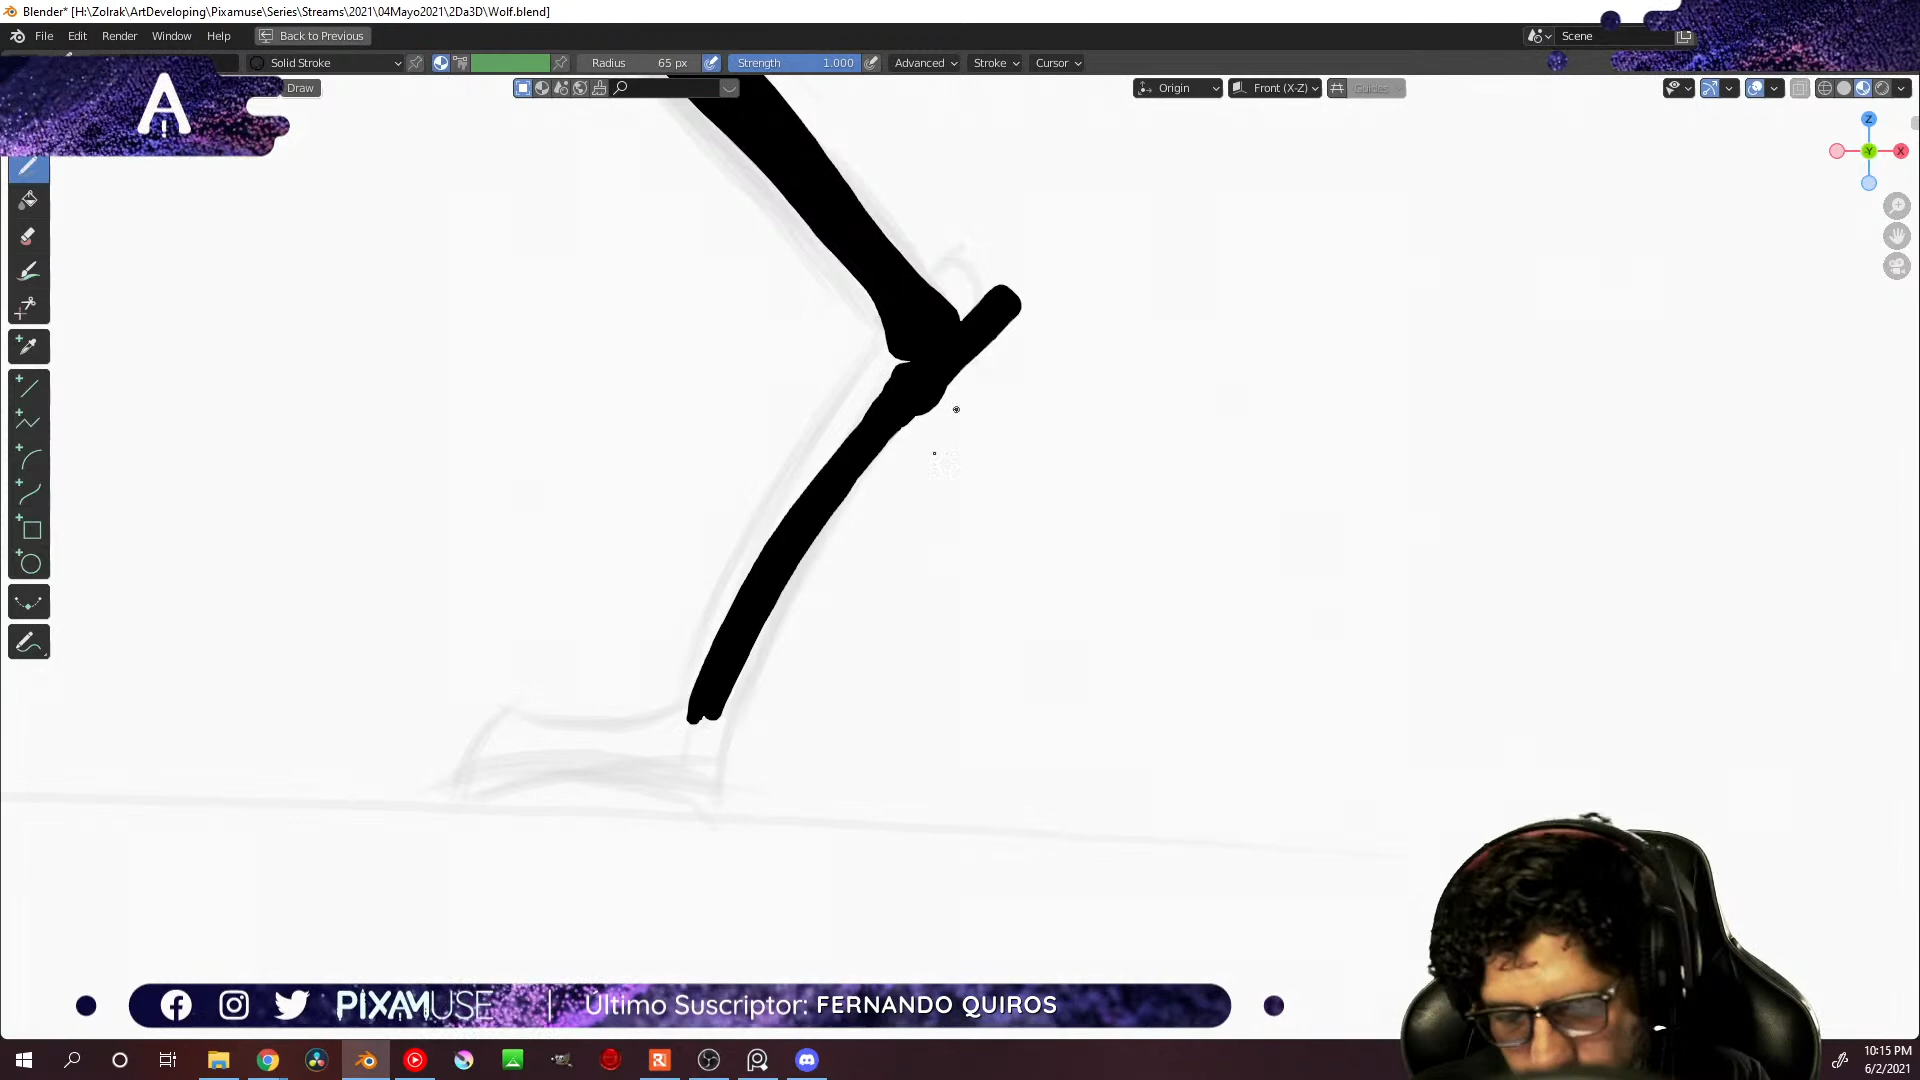 Blender* [H:\Zolrak\ArtDeveloping\Pixamuse\Series\Streams\2021\04Mayo2021\2Da3D\Wolf.blend]
File Edit Render Window Help Back to Previous Scene
Solid Stroke Radius 65 px Strength 1.000 Advanced Stroke Cursor
Draw Origin Front (X-Z) Guides
A
Z
Y X
PIXAMUSE | Último Suscriptor: FERNANDO QUIROS
10:15 PM
6/2/2021